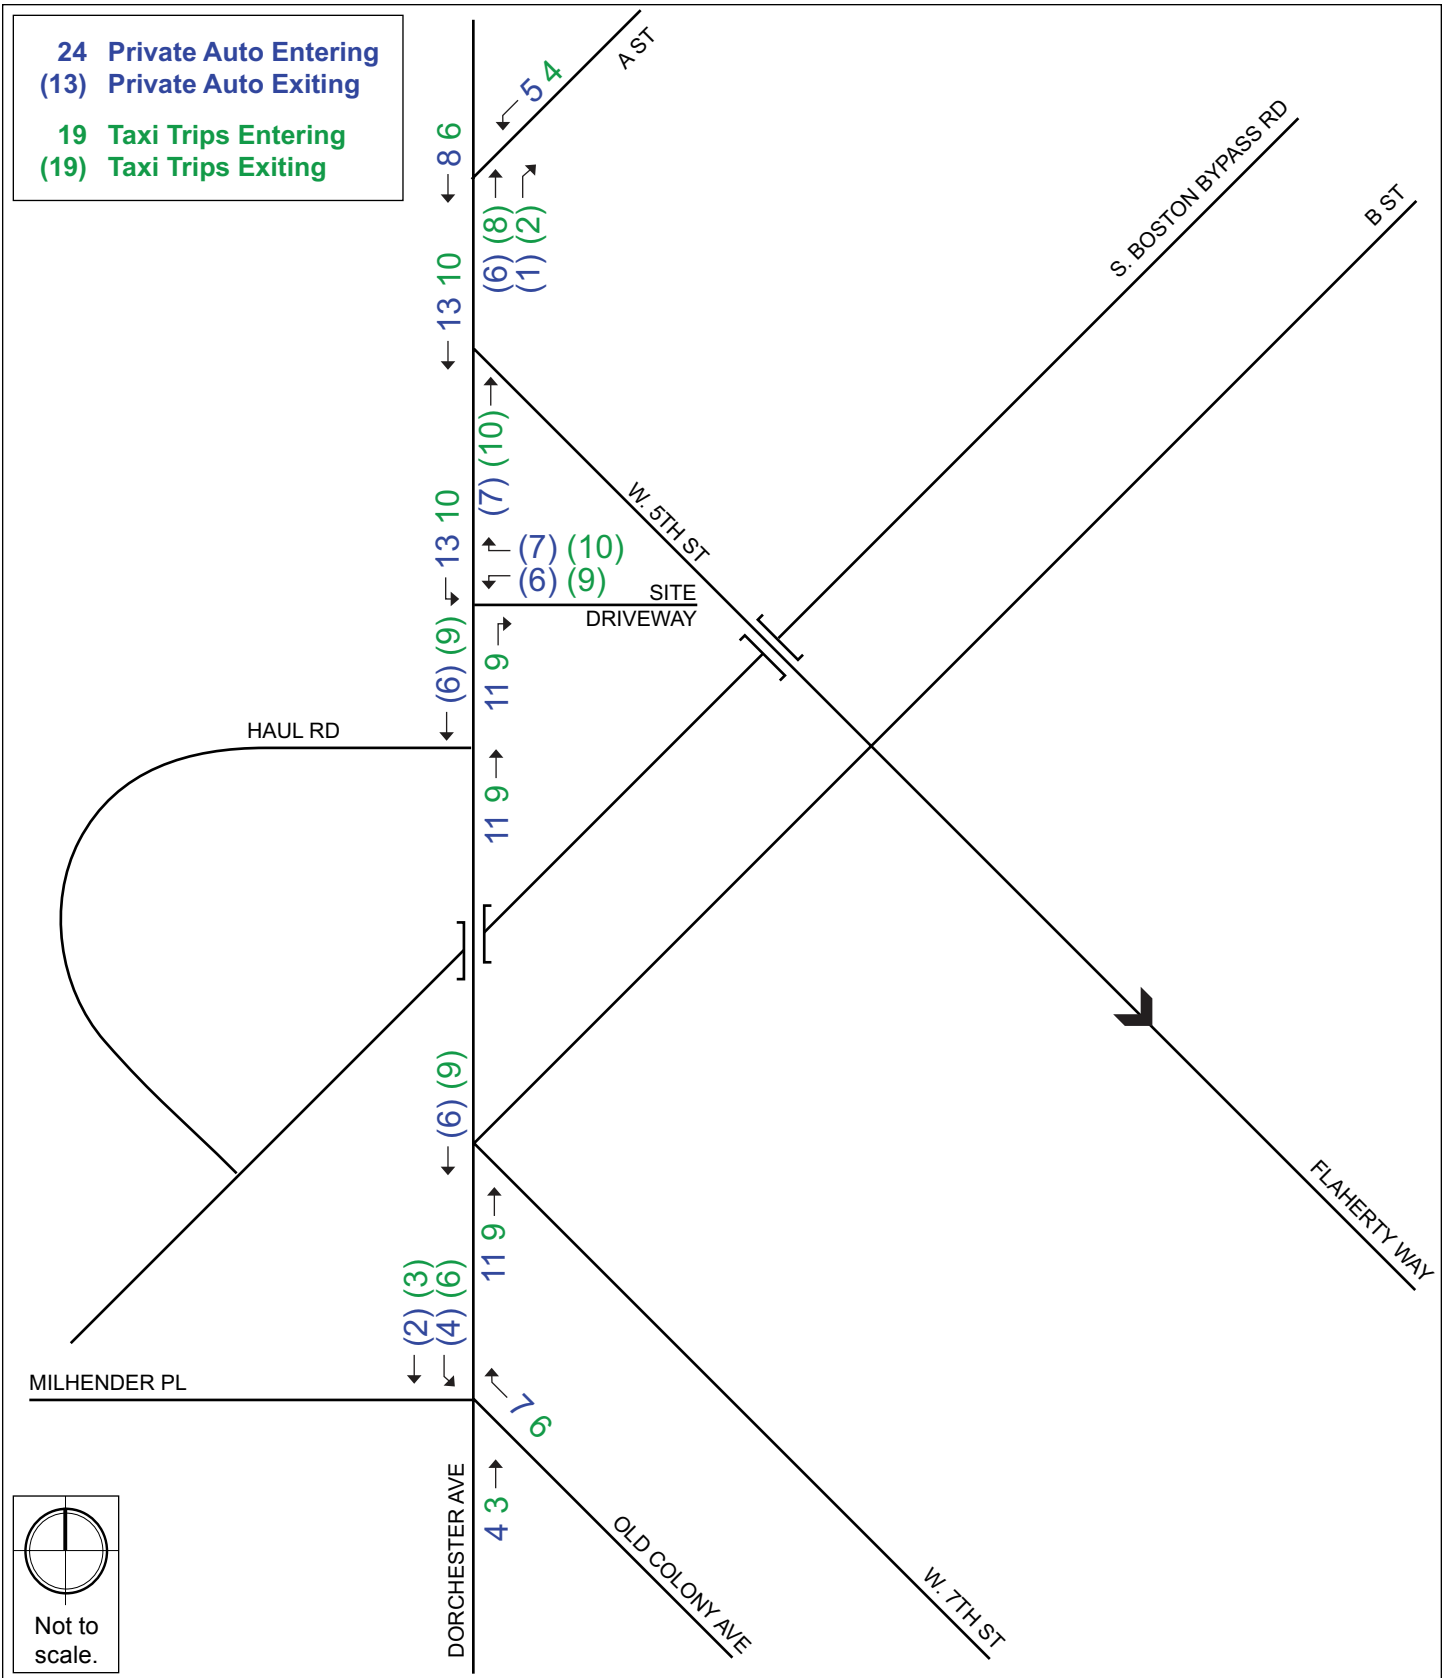 24 Private Auto Entering
(13) Private Auto Exiting
19 Taxi Trips Entering
(19) Taxi Trips Exiting
A ST
5 4
8 6
(6) (8)
(1) (2)
13 10
S. BOSTON BYPASS RD
B ST
(7) (10)
W. 5TH ST
13 10
(7) (10)
(6) (9)
SITE
DRIVEWAY
(6) (9)
11 9
HAUL RD
11 9
(6) (9)
11 9
(2) (3)
(4) (6)
FLAHERTY WAY
MILHENDER PL
7 6
4 3
DORCHESTER AVE
OLD COLONY AVE
W. 7TH ST
Not to
scale.